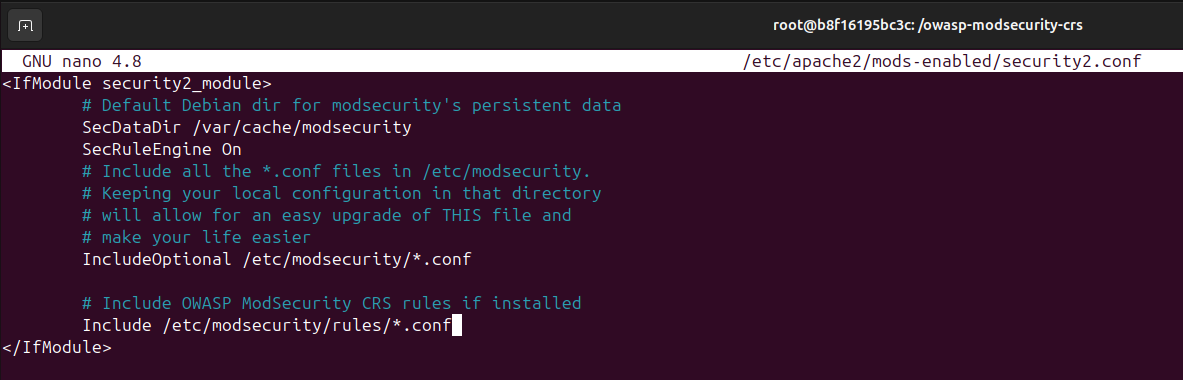 root@b8f16195bc3c: /owasp-modsecurity-crs
GNU nano 4.8 /etc/apache2/mods-enabled/security2.conf
<IfModule security2_module>
# Default Debian dir for modsecurity's persistent data
SecDataDir /var/cache/modsecurity
SecRuleEngine On
# Include all the *.conf files in /etc/modsecurity.
# Keeping your local configuration in that directory
# will allow for an easy upgrade of THIS file and
# make your life easier
IncludeOptional /etc/modsecurity/*.conf
# Include OWASP ModSecurity CRS rules if installed
Include /etc/modsecurity/rules/*.conf
</IfModule>